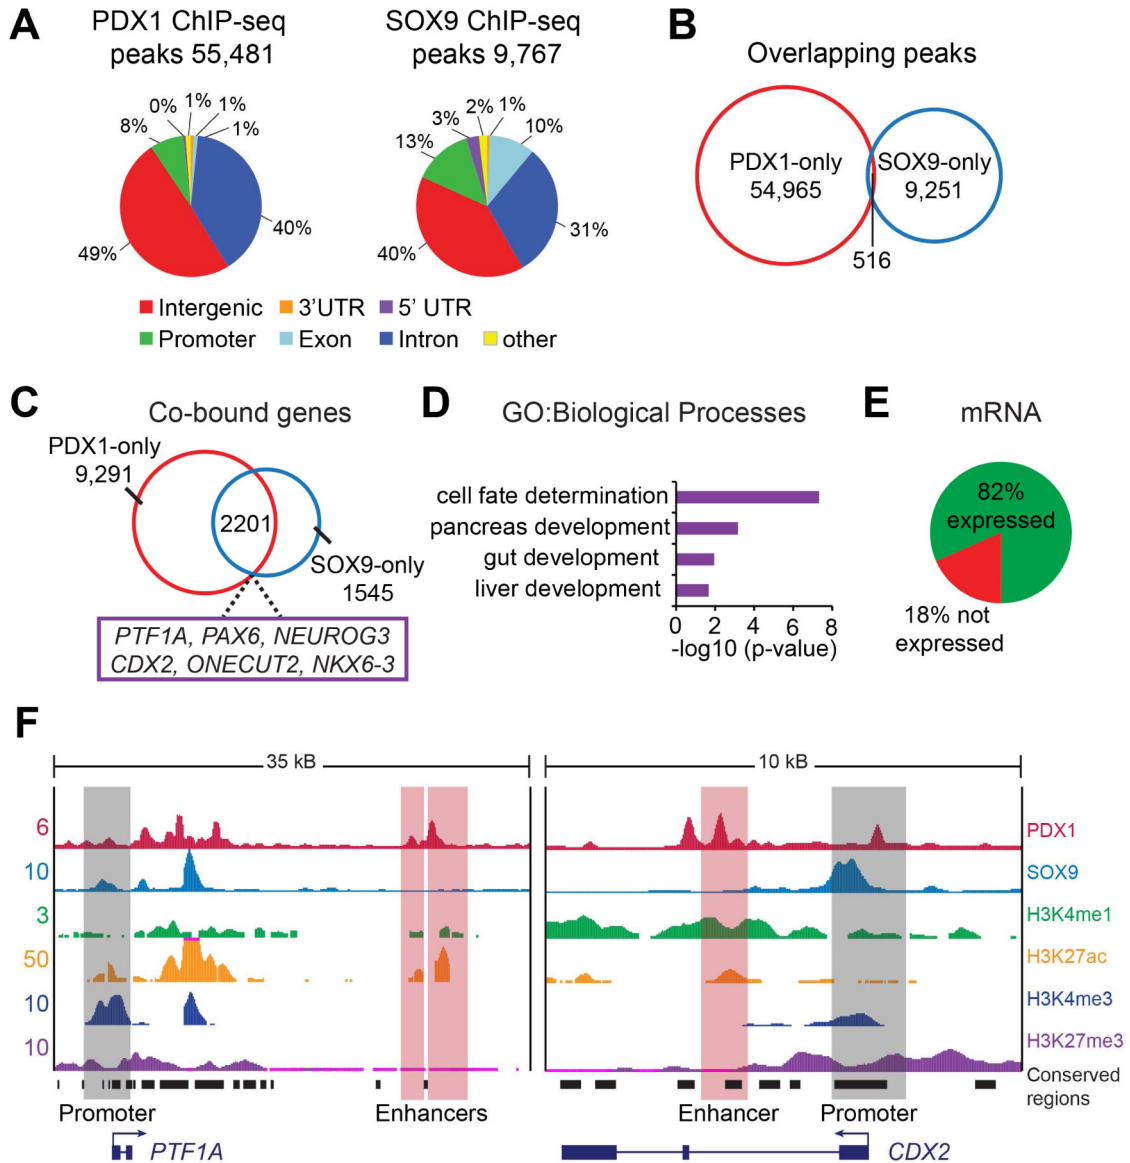 A
PDX1 ChIP-seq
peaks 55,481
SOX9 ChIP-seq
peaks 9,767
0% 1% 1%
8% 1%
49%
40%
2% 1%
3%
10%
13%
31%
40%
Intergenic 3'UTR 5' UTR
Promoter Exon Intron other
B
Overlapping peaks
PDX1-only
54,965
SOX9-only
9,251
516
C
Co-bound genes
PDX1-only
9,291
2201
SOX9-only
1545
PTF1A, PAX6, NEUROG3
CDX2, ONECUT2, NKX6-3
D
GO:Biological Processes
cell fate determination
pancreas development
gut development
liver development
0 2 4 6 8
-log10 (p-value)
E
mRNA
82%
expressed
18% not
expressed
F
35 kB
10 kB
6
10
3
50
10
10
PDX1
SOX9
H3K4me1
H3K27ac
H3K4me3
H3K27me3
Conserved
regions
Promoter
Enhancers
Enhancer
Promoter
PTF1A
CDX2